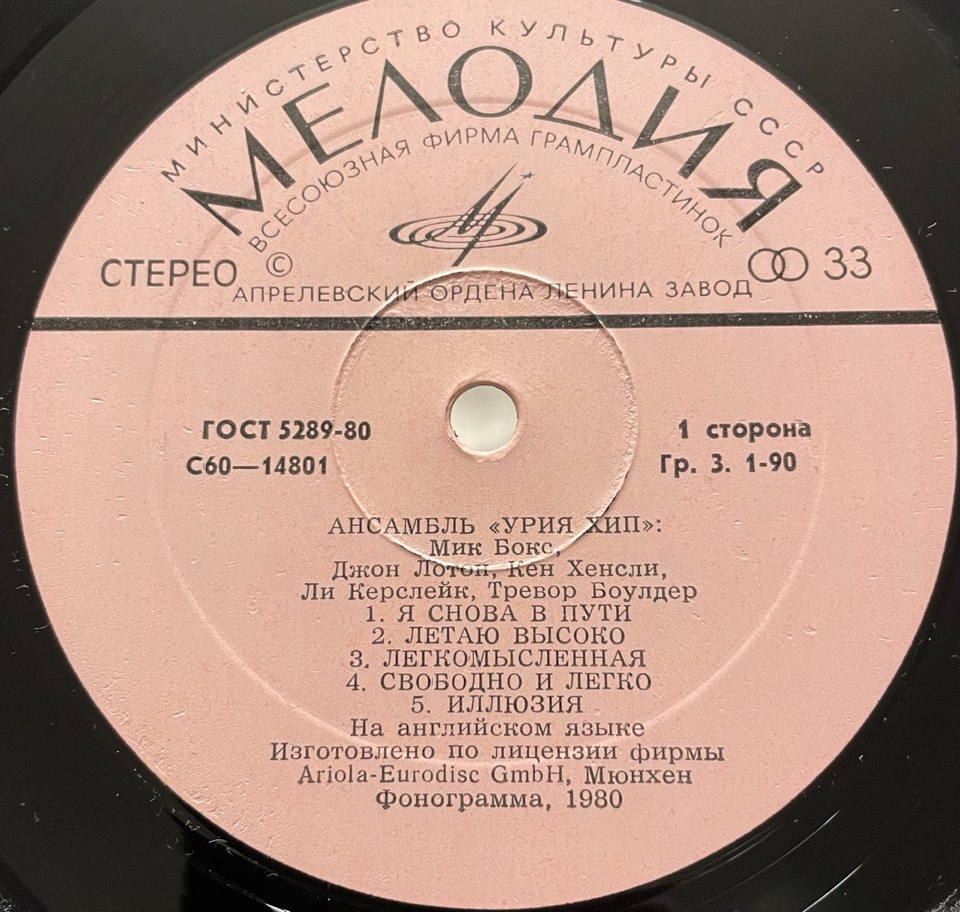 МИНИСТЕРСТВО КУЛЬТУРЫ СССР
МЕЛОДИЯ
ВСЕСОЮЗНАЯ ФИРМА ГРАМПЛАСТИНОК
СТЕРЕО ©
33
АПРЕЛЕВСКИЙ ОРДЕНА ЛЕНИНА ЗАВОД
ГОСТ 5289-80
1 сторона
С60—14801
Гр. 3. 1-90
АНСАМБЛЬ «УРИЯ ХИП»:
Мик Бокс,
Джон Лотон, Кен Хенсли,
Ли Керслейк, Тревор Боулдер
1. Я СНОВА В ПУТИ
2. ЛЕТАЮ ВЫСОКО
3. ЛЕГКОМЫСЛЕННАЯ
4. СВОБОДНО И ЛЕГКО
5. ИЛЛЮЗИЯ
На английском языке
Изготовлено по лицензии фирмы
Ariola-Eurodisc GmbH, Мюнхен
Фонограмма, 1980